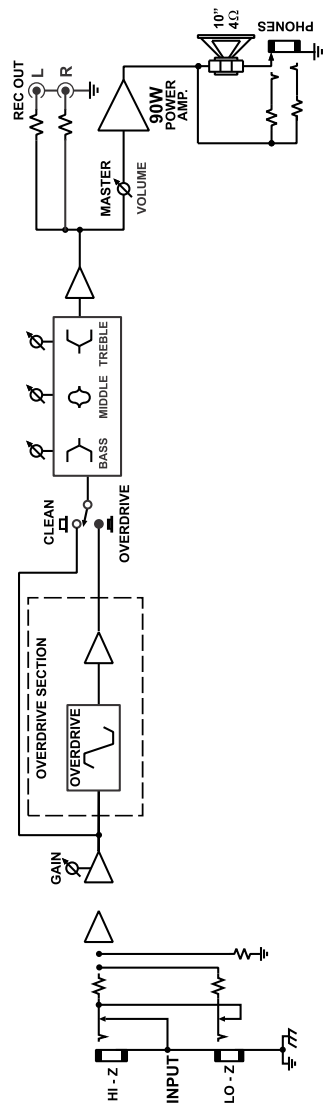 HI - Z
INPUT
LO - Z
GAIN
OVERDRIVE SECTION
OVERDRIVE
CLEAN
OVERDRIVE
BASS
MIDDLE
TREBLE
REC OUT
L
R
MASTER
VOLUME
90W
POWER
AMP.
10"
4Ω
PHONES